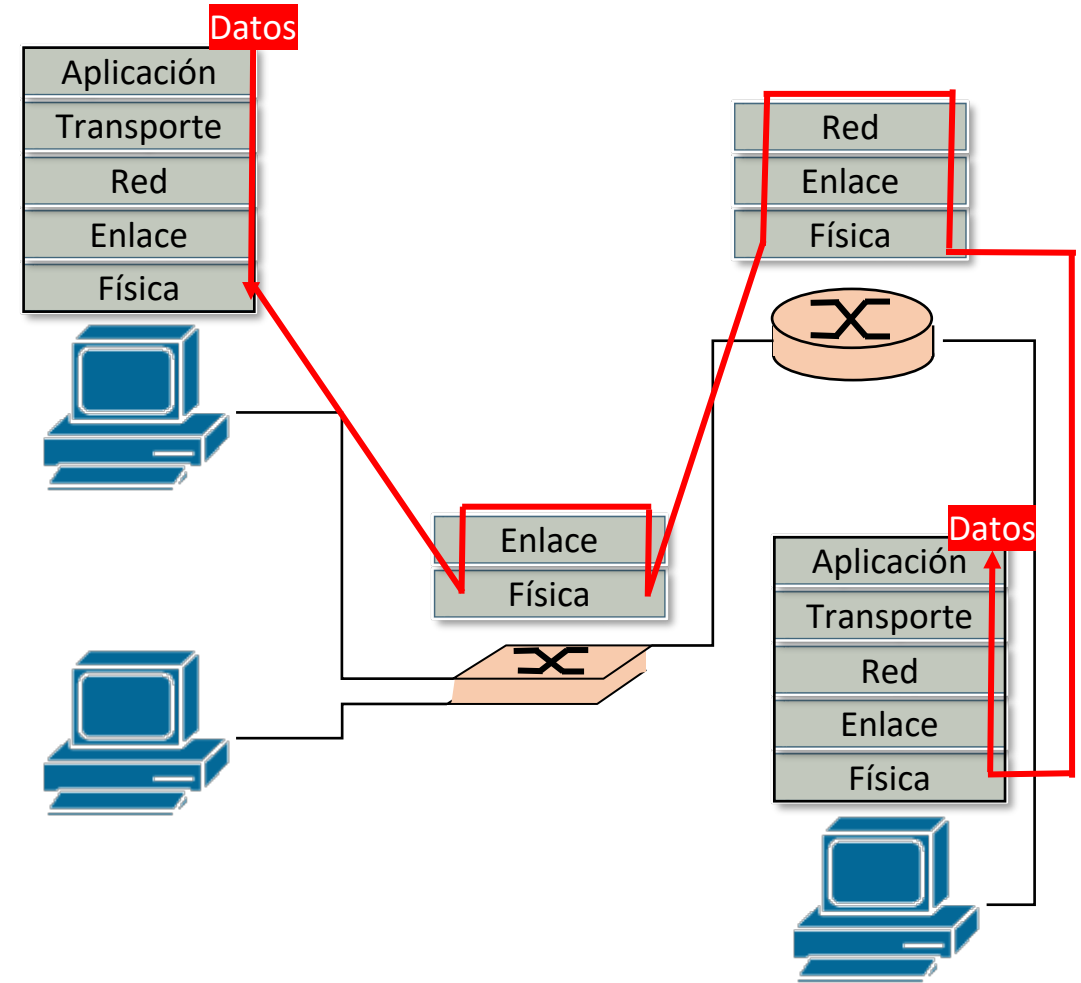 Datos
Aplicación
Transporte
Red
Enlace
Física
Red
Enlace
Física
Enlace
Física
Datos
Aplicación
Transporte
Red
Enlace
Física